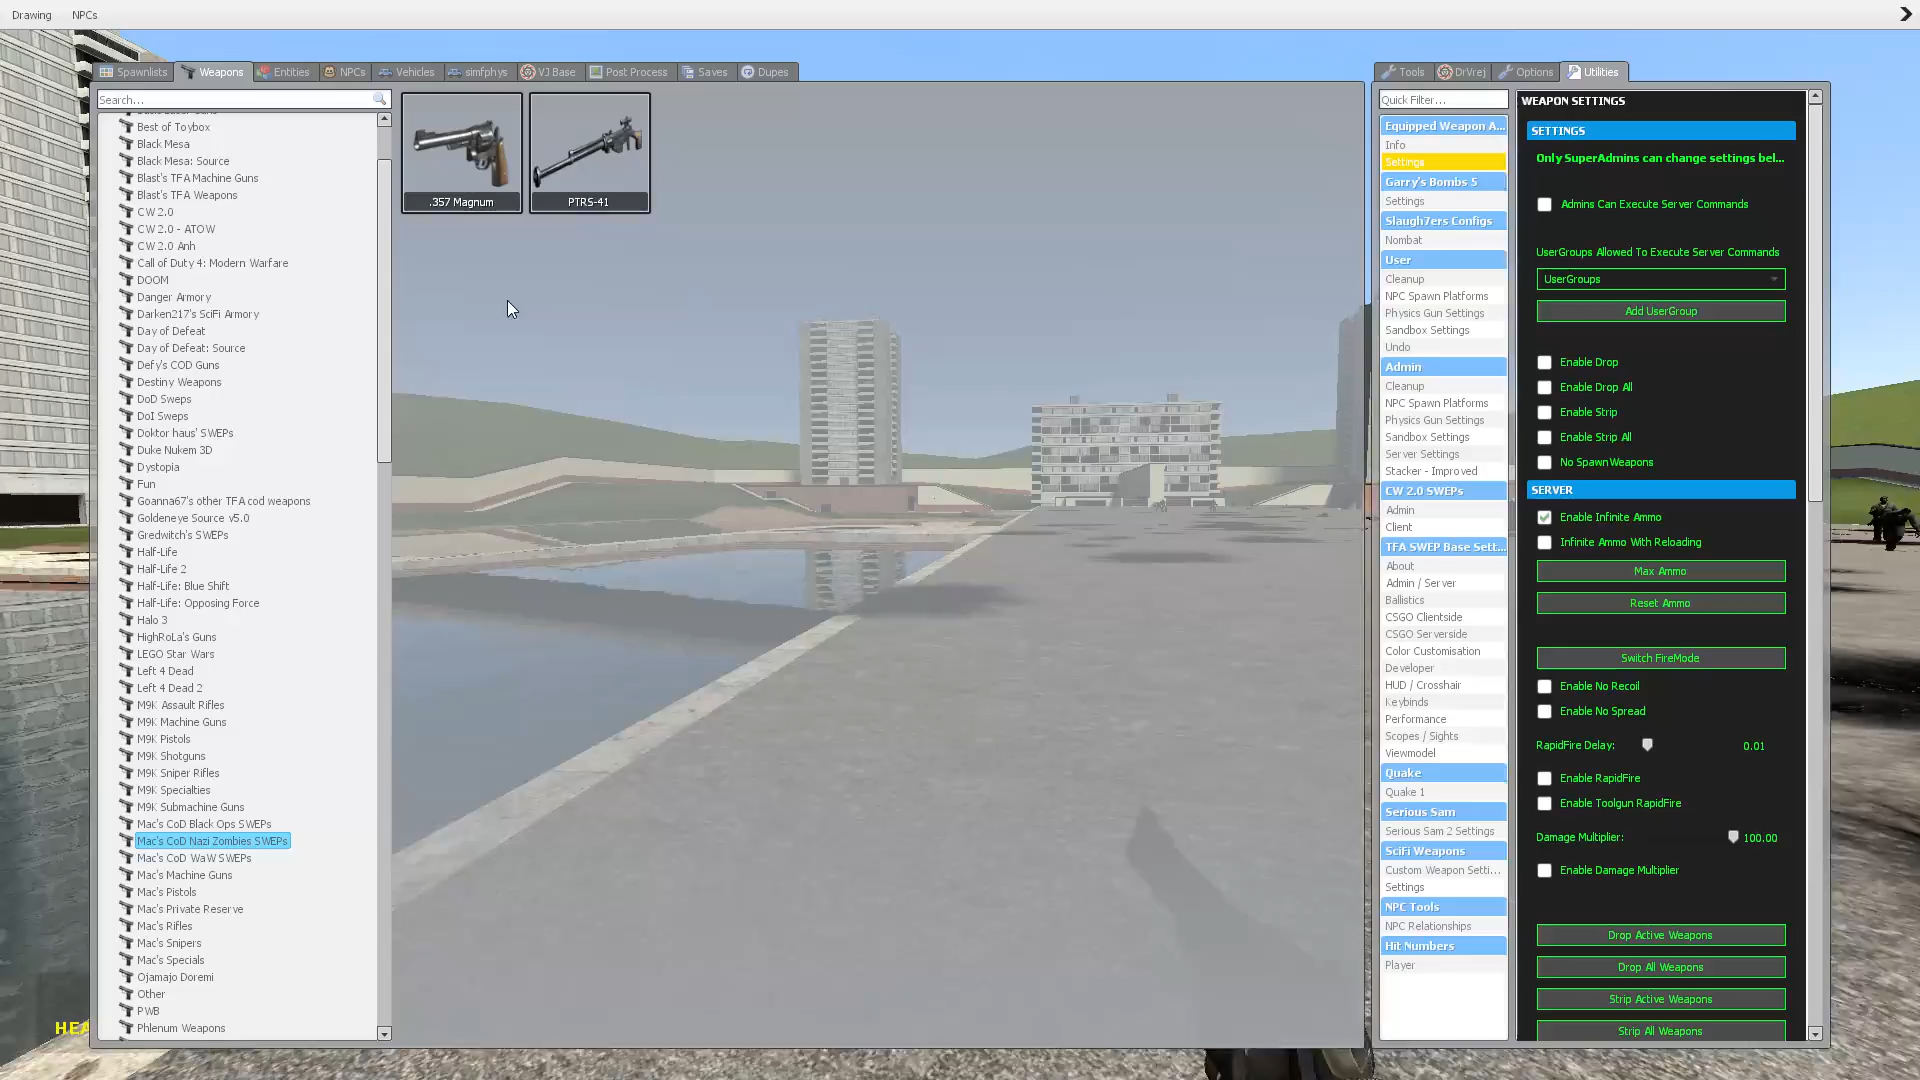 Drawing
NPCs
Spawnlists
Weapons
Entities
NPCs
Vehicles
simfphys
VJ Base
Post Process
Saves
Dupes
Tools
DrVrej
Options
Utilities
Search...
Best of Toybox
Black Mesa
Black Mesa: Source
Blast's TFA Machine Guns
Blast's TFA Weapons
CW 2.0
CW 2.0 - ATOW
CW 2.0 Anh
Call of Duty 4: Modern Warfare
DOOM
Danger Armory
Darken217's SciFi Armory
Day of Defeat
Day of Defeat: Source
Defy's COD Guns
Destiny Weapons
DoD Sweps
DoI Sweps
Doktor haus' SWEPs
Duke Nukem 3D
Dystopia
Fun
Goanna67's other TFA cod weapons
Goldeneye Source v5.0
Gredwitch's SWEPs
Half-Life
Half-Life 2
Half-Life: Blue Shift
Half-Life: Opposing Force
Halo 3
HighRoLa's Guns
LEGO Star Wars
Left 4 Dead
Left 4 Dead 2
M9K Assault Rifles
M9K Machine Guns
M9K Pistols
M9K Shotguns
M9K Sniper Rifles
M9K Specialties
M9K Submachine Guns
Mac's CoD Black Ops SWEPs
Mac's CoD Nazi Zombies SWEPs
Mac's CoD WaW SWEPs
Mac's Machine Guns
Mac's Pistols
Mac's Private Reserve
Mac's Rifles
Mac's Snipers
Mac's Specials
Ojamajo Doremi
Other
PWB
Phlenum Weapons
.357 Magnum
PTRS-41
HEA
Quick Filter...
Equipped Weapon A...
Info
Settings
Garry's Bombs 5
Settings
Slaugh7ers Configs
Nombat
User
Cleanup
NPC Spawn Platforms
Physics Gun Settings
Sandbox Settings
Undo
Admin
Cleanup
NPC Spawn Platforms
Physics Gun Settings
Sandbox Settings
Server Settings
Stacker - Improved
CW 2.0 SWEPs
Admin
Client
TFA SWEP Base Sett...
About
Admin / Server
Ballistics
CSGO Clientside
CSGO Serverside
Color Customisation
Developer
HUD / Crosshair
Keybinds
Performance
Scopes / Sights
Viewmodel
Quake
Quake 1
Serious Sam
Serious Sam 2 Settings
SciFi Weapons
Custom Weapon Setti...
Settings
NPC Tools
NPC Relationships
Hit Numbers
Player
WEAPON SETTINGS
SETTINGS
Only SuperAdmins can change settings bel...
Admins Can Execute Server Commands
UserGroups Allowed To Execute Server Commands
UserGroups
Add UserGroup
Enable Drop
Enable Drop All
Enable Strip
Enable Strip All
No SpawnWeapons
SERVER
Enable Infinite Ammo
Infinite Ammo With Reloading
Max Ammo
Reset Ammo
Switch FireMode
Enable No Recoil
Enable No Spread
RapidFire Delay: 0.01
Enable RapidFire
Enable Toolgun RapidFire
Damage Multiplier: 100.00
Enable Damage Multiplier
Drop Active Weapons
Drop All Weapons
Strip Active Weapons
Strip All Weapons